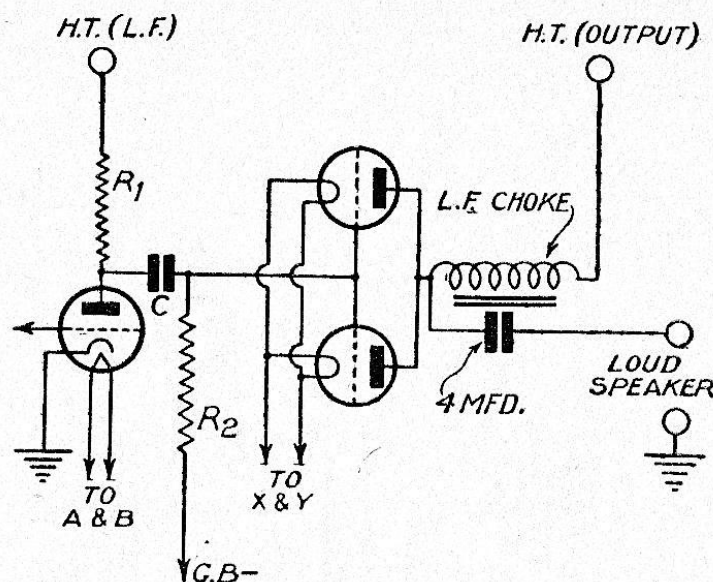 H.T. (L.F.)
H.T. (OUTPUT)
R1
L.F. CHOKE
C
R2
4 MFD.
LOUD
SPEAKER
TO
A & B
TO
X & Y
G.B-